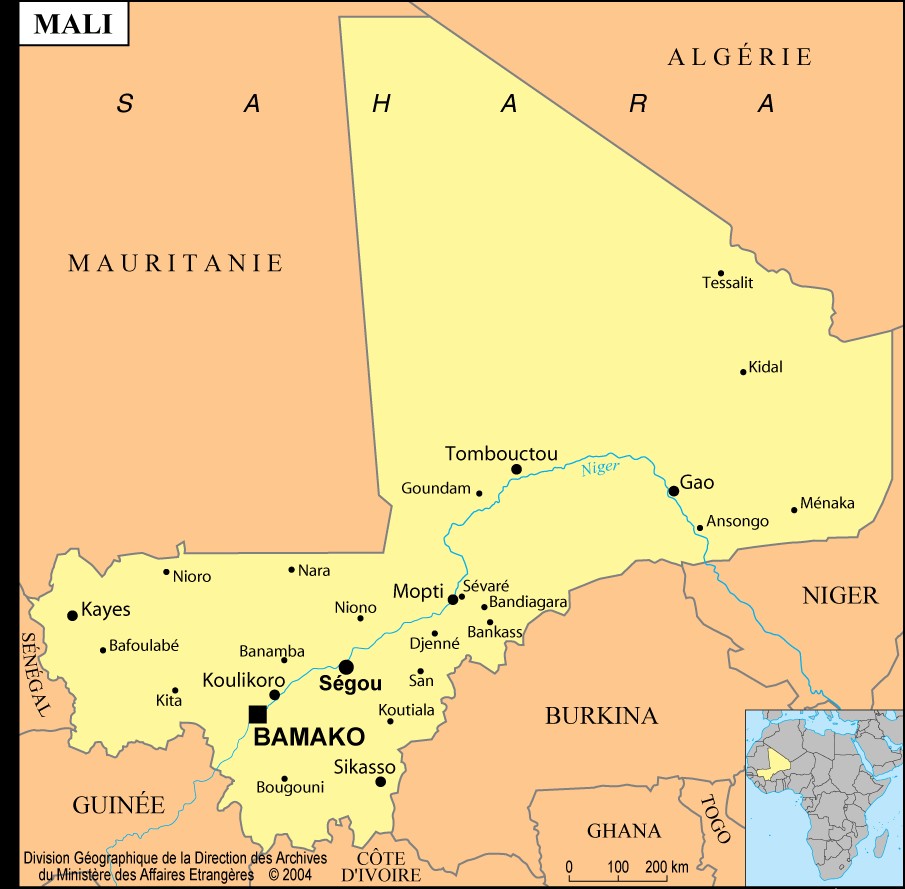 MALI
ALGÉRIE
S A H A R A
MAURITANIE
Tessalit
Kidal
Tombouctou
Niger
Goundam
Gao
Ménaka
Ansongo
Nioro
Nara
Mopti
Sévaré
NIGER
Kayes
Niono
Bandiagara
Bankass
Djenné
Bafoulabé
Banamba
SÉNÉGAL
Koulikoro
Ségou
San
Kita
Koutiala
BURKINA
BAMAKO
Sikasso
Bougouni
GUINÉE
TOGO
GHANA
CÔTE
D'IVOIRE
Division Géographique de la Direction des Archives
du Ministère des Affaires Etrangères © 2004
0 100 200 km